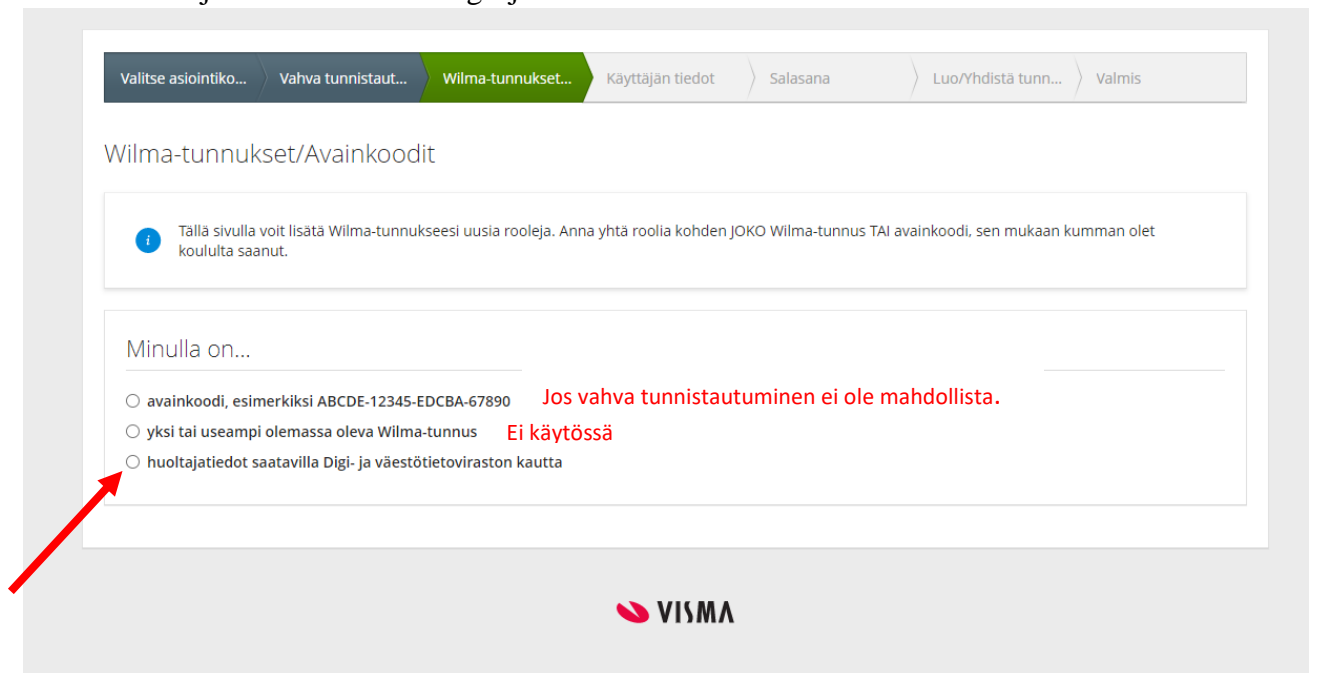 Valitse asiointiko... Vahva tunnistaut... Wilma-tunnukset... Käyttäjän tiedot Salasana Luo/Yhdistä tunn... Valmis
Wilma-tunnukset/Avainkoodit
Tällä sivulla voit lisätä Wilma-tunnukseesi uusia rooleja. Anna yhtä roolia kohden JOKO Wilma-tunnus TAI avainkoodi, sen mukaan kumman olet
koululta saanut.
Minulla on...
avainkoodi, esimerkiksi ABCDE-12345-EDCBA-67890 Jos vahva tunnistautuminen ei ole mahdollista.
yksi tai useampi olemassa oleva Wilma-tunnus Ei käytössä
huoltajatiedot saatavilla Digi- ja väestötietoviraston kautta
VISMA